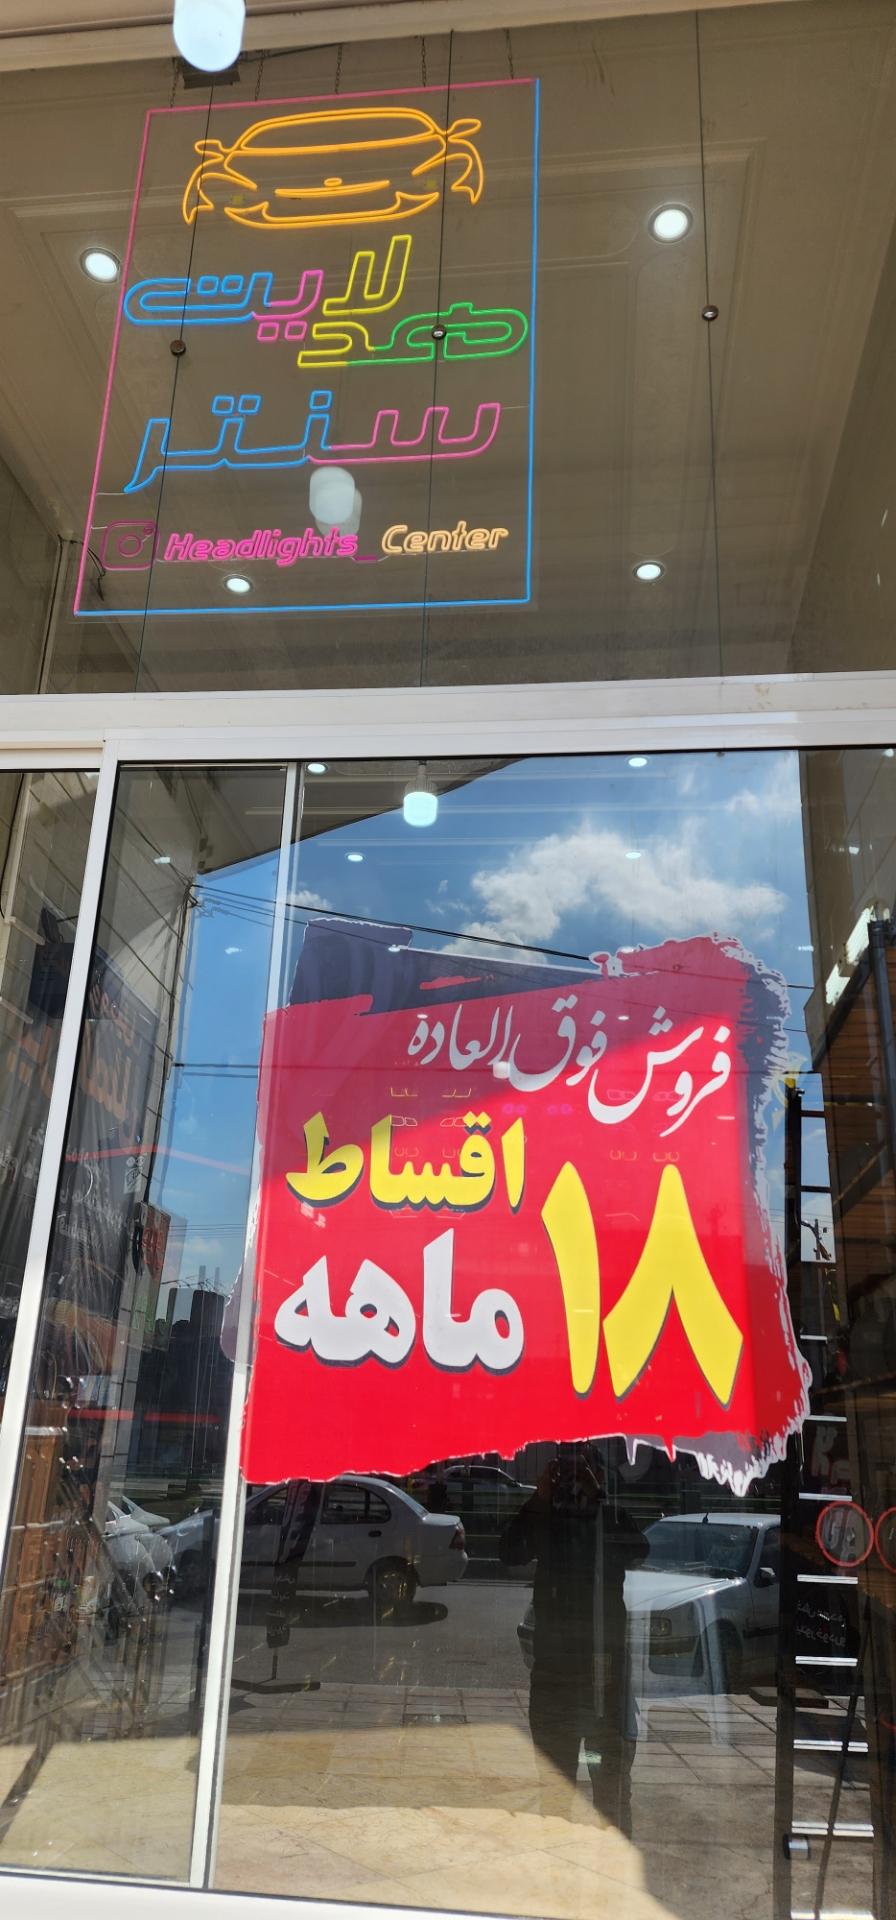 هدلایت
سنتر
Headlights_Center
فروش فوق العاده
اقساط
۱۸ ماهه